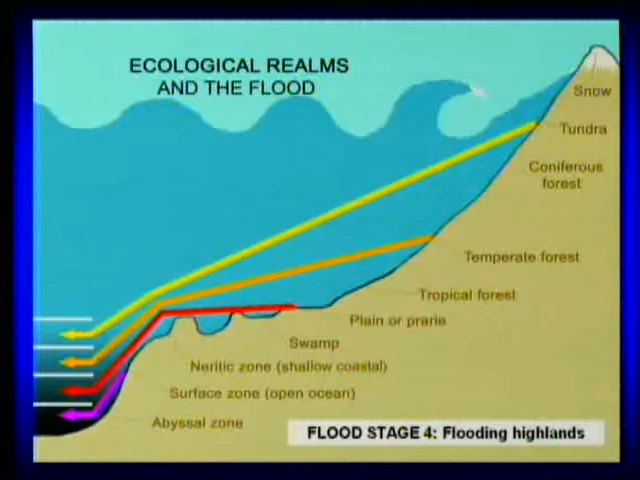 ECOLOGICAL REALMS
AND THE FLOOD
Snow
Tundra
Coniferous
forest
Temperate forest
Tropical forest
Plain or prarie
Swamp
Neritic zone (shallow coastal)
Surface zone (open ocean)
Abyssal zone
FLOOD STAGE 4: Flooding highlands